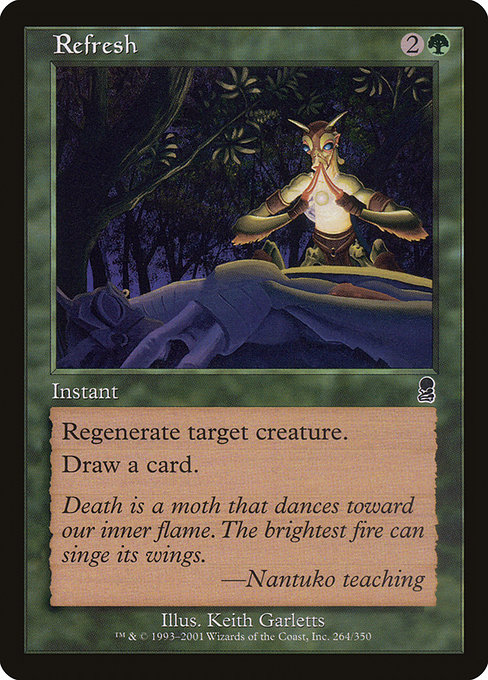 Refresh 2
Instant
Regenerate target creature.
Draw a card.
Death is a moth that dances toward
our inner flame. The brightest fire can
singe its wings.
—Nantuko teaching
Illus. Keith Garletts
™ & © 1993–2001 Wizards of the Coast, Inc. 264/350